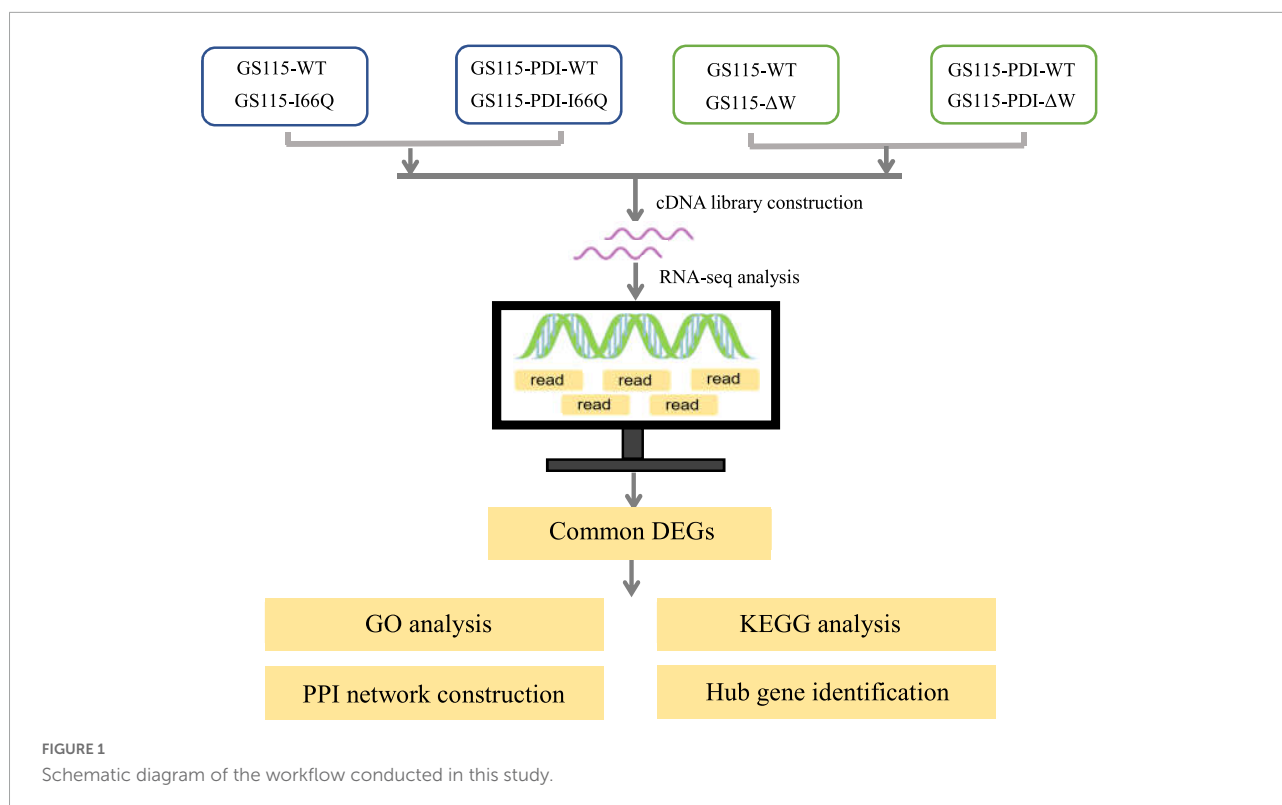 GS115-WT
GS115-I66Q
GS115-PDI-WT
GS115-PDI-I66Q
GS115-WT
GS115-ΔW
GS115-PDI-WT
GS115-PDI-ΔW
cDNA library construction
RNA-seq analysis
read read read
read read
Common DEGs
GO analysis
KEGG analysis
PPI network construction
Hub gene identification
FIGURE 1
Schematic diagram of the workflow conducted in this study.